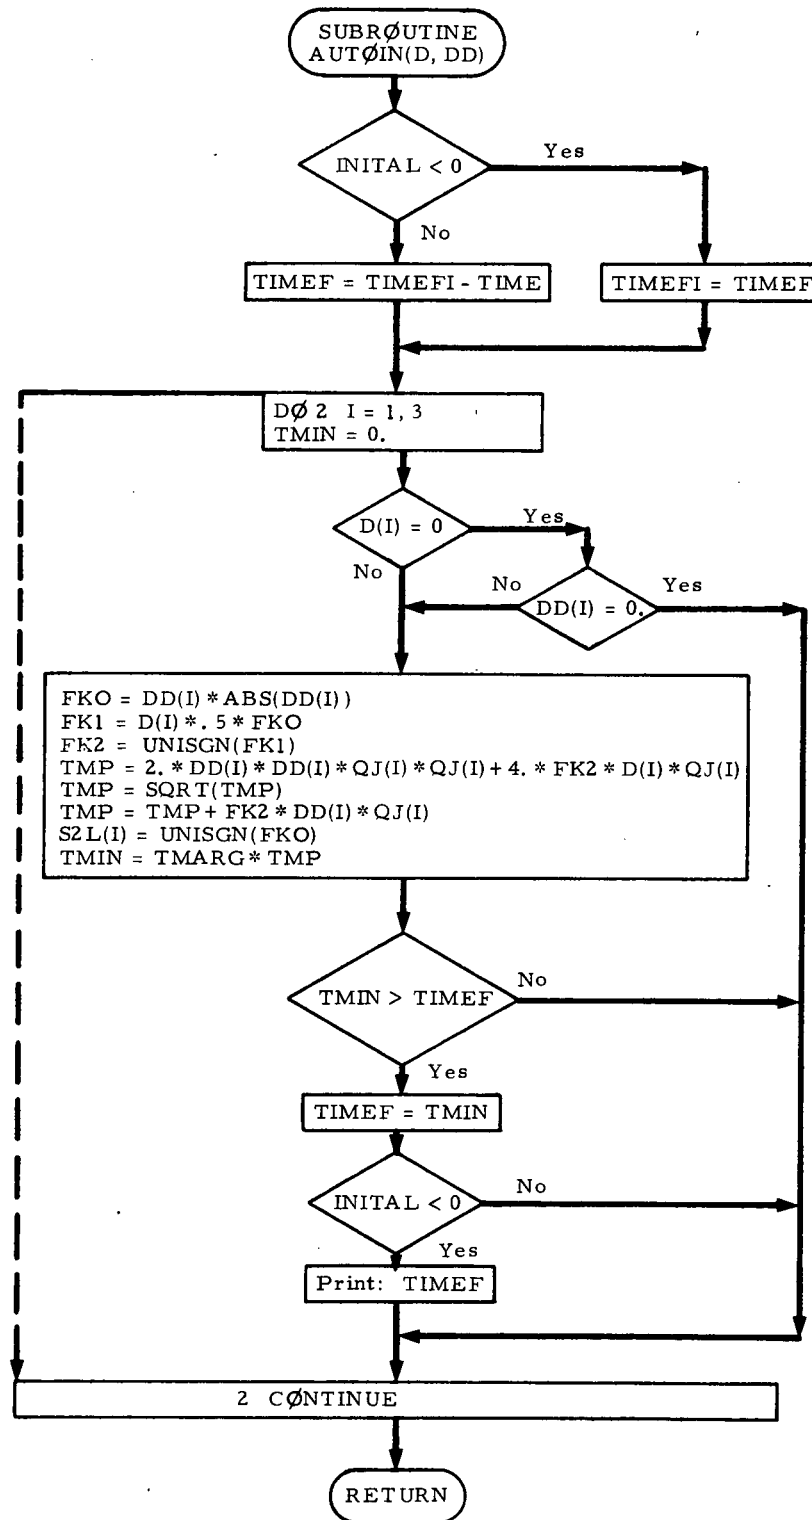 SUBRØUTINE
AUTØIN(D, DD)
INITAL < 0
Yes
No
TIMEF = TIMEFI - TIME
TIMEFI = TIMEF
DØ 2 I = 1, 3
TMIN = 0.
D(I) = 0
Yes
No
DD(I) = 0.
No
Yes
FKO = DD(I) * ABS(DD(I))
FK1 = D(I) * . 5 * FKO
FK2 = UNISGN(FK1)
TMP = 2. * DD(I) * DD(I) * QJ(I) * QJ(I) + 4. * FK2 * D(I) * QJ(I)
TMP = SQRT(TMP)
TMP = TMP + FK2 * DD(I) * QJ(I)
S2L(I) = UNISGN(FKO)
TMIN = TMARG * TMP
TMIN > TIMEF
No
Yes
TIMEF = TMIN
INITAL < 0
No
Yes
Print: TIMEF
2 CØNTINUE
RETURN